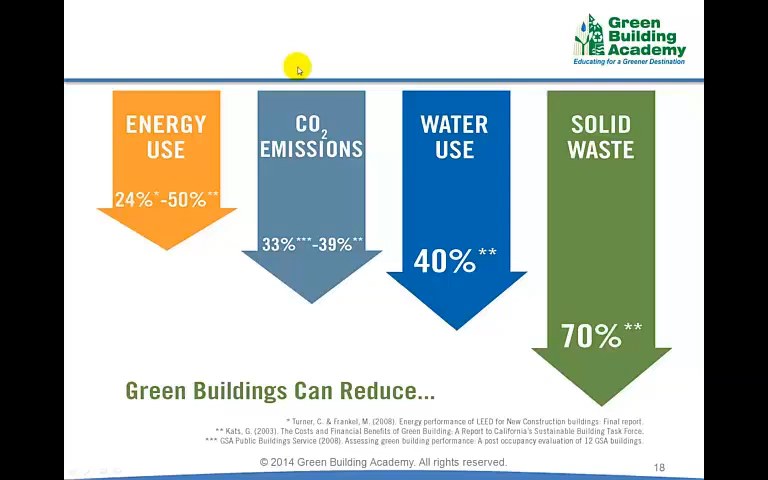 Green
Building
Academy
Educating for a Greener Destination
ENERGY
USE
24%*-50%**
CO2
EMISSIONS
33%***-39%**
WATER
USE
40%**
SOLID
WASTE
70%**
Green Buildings Can Reduce...
* Turner, C. & Frankel, M. (2008). Energy performance of LEED for New Construction buildings: Final report.
** Kats, G. (2003). The Costs and Financial Benefits of Green Building: A Report to California's Sustainable Building Task Force.
*** GSA Public Buildings Service (2008). Assessing green building performance: A post occupancy evaluation of 12 GSA buildings.
© 2014 Green Building Academy. All rights reserved.
18